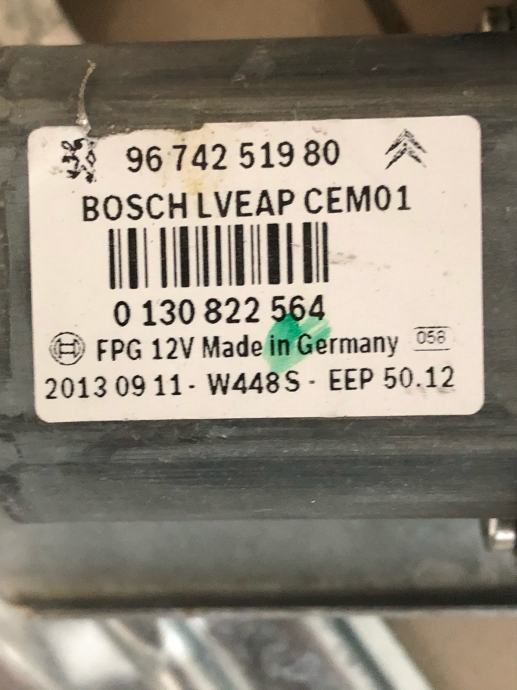 96 742 519 80
BOSCH LVEAP CEM01
0 130 822 564
FPG 12V Made in Germany 058
2013 09 11 - W448 S - EEP 50.12